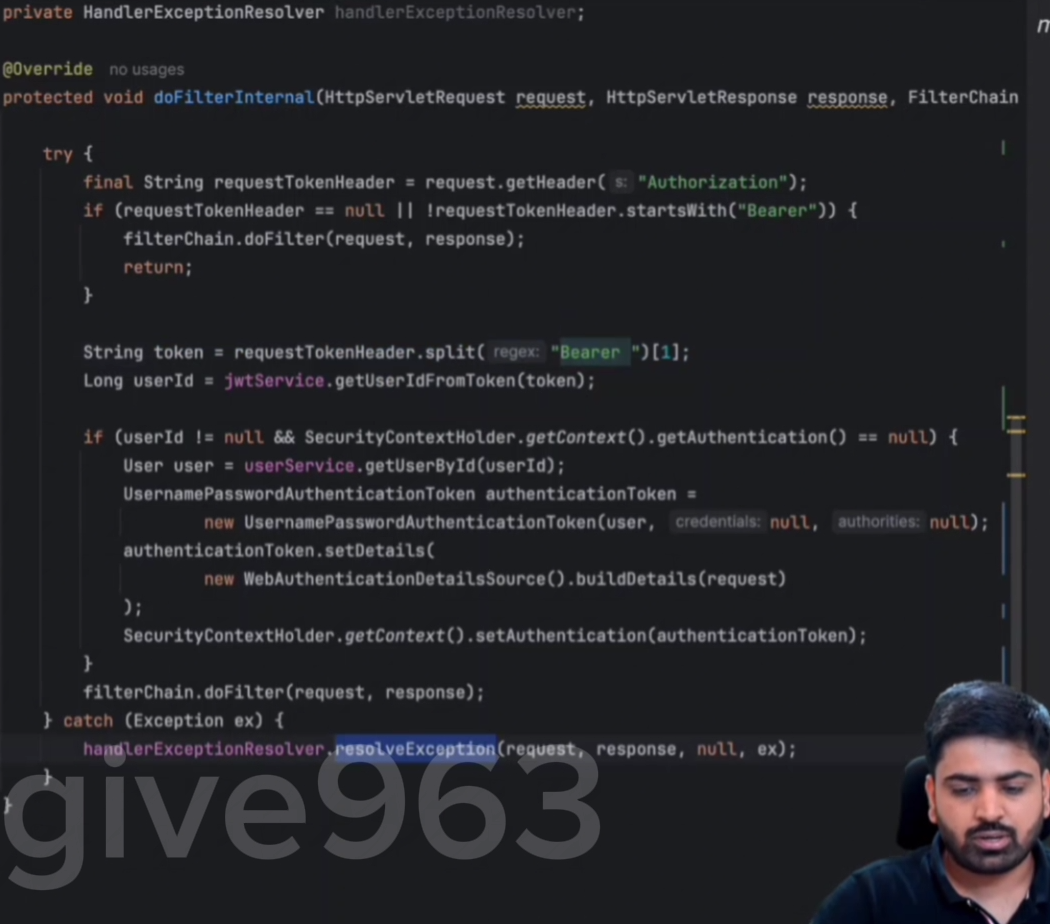 private HandlerExceptionResolver handlerExceptionResolver;
@Override no usages
protected void doFilterInternal(HttpServletRequest request, HttpServletResponse response, FilterChain
try {
final String requestTokenHeader = request.getHeader( s: "Authorization");
if (requestTokenHeader == null || !requestTokenHeader.startsWith("Bearer")) {
filterChain.doFilter(request, response);
return;
}
String token = requestTokenHeader.split( regex: "Bearer ")[1];
Long userId = jwtService.getUserIdFromToken(token);
if (userId != null && SecurityContextHolder.getContext().getAuthentication() == null) {
User user = userService.getUserById(userId);
UsernamePasswordAuthenticationToken authenticationToken =
new UsernamePasswordAuthenticationToken(user, credentials: null, authorities: null);
authenticationToken.setDetails(
new WebAuthenticationDetailsSource().buildDetails(request)
);
SecurityContextHolder.getContext().setAuthentication(authenticationToken);
}
filterChain.doFilter(request, response);
} catch (Exception ex) {
handlerExceptionResolver.resolveException(request, response, null, ex);
}
}
give963